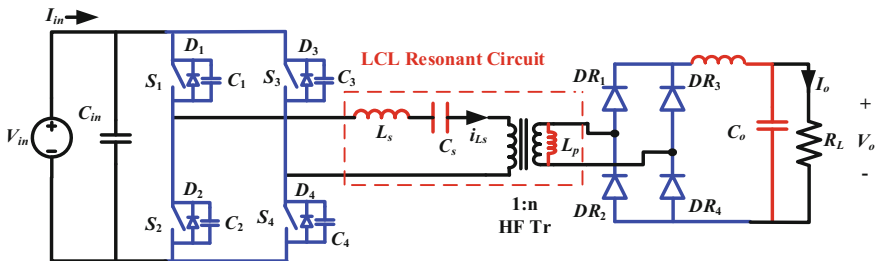 I_in
D_1
D_3
S_1
C_1
S_3
C_3
LCL Resonant Circuit
DR_1
DR_3
I_o
V_in
C_in
L_s
C_s
i_Ls
L_p
C_o
R_L
+
V_o
-
D_2
D_4
S_2
C_2
S_4
C_4
DR_2
DR_4
1:n
HF Tr